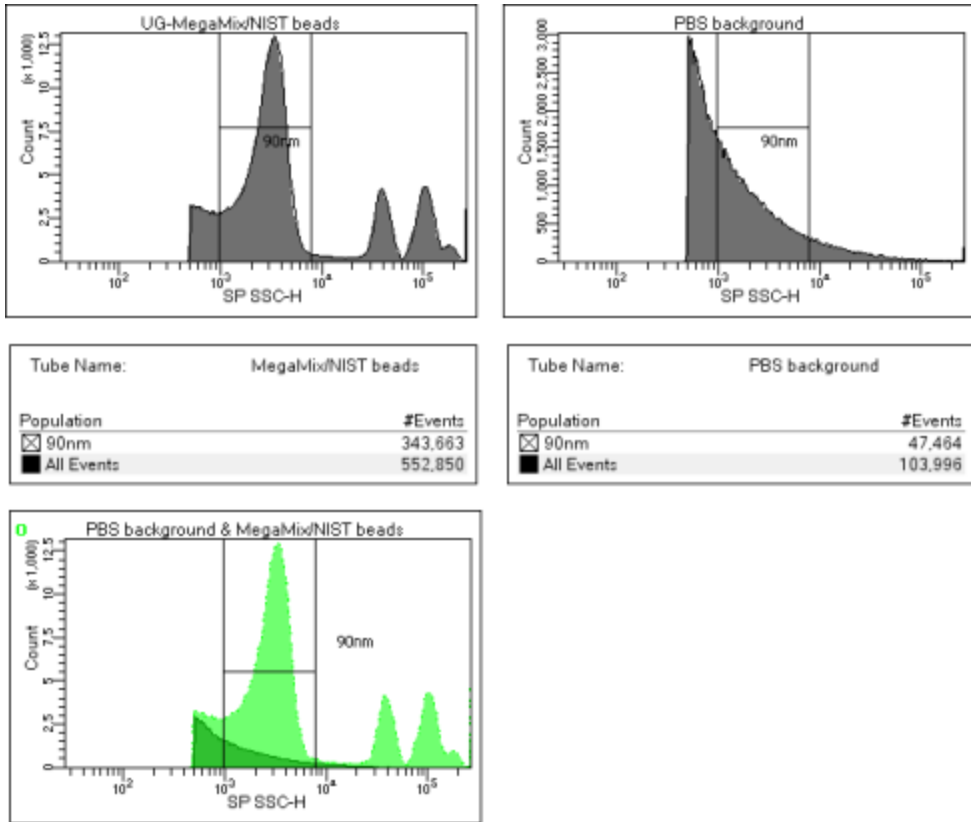 UG-MegaMix/NIST beads
(x 1,000)
Count
12,5
10
7,5
5
2,5
0
90nm
10² 10³ 10⁴ 10⁵
SP SSC-H
PBS background
Count
3,000
2,500
2,000
1,500
1,000
500
0
90nm
10² 10³ 10⁴ 10⁵
SP SSC-H
Tube Name: MegaMix/NIST beads
Population #Events
90nm 343,663
All Events 552,850
Tube Name: PBS background
Population #Events
90nm 47,464
All Events 103,996
0
PBS background & MegaMix/NIST beads
(x 1,000)
Count
12,5
10
7,5
5
2,5
0
90nm
10² 10³ 10⁴ 10⁵
SP SSC-H